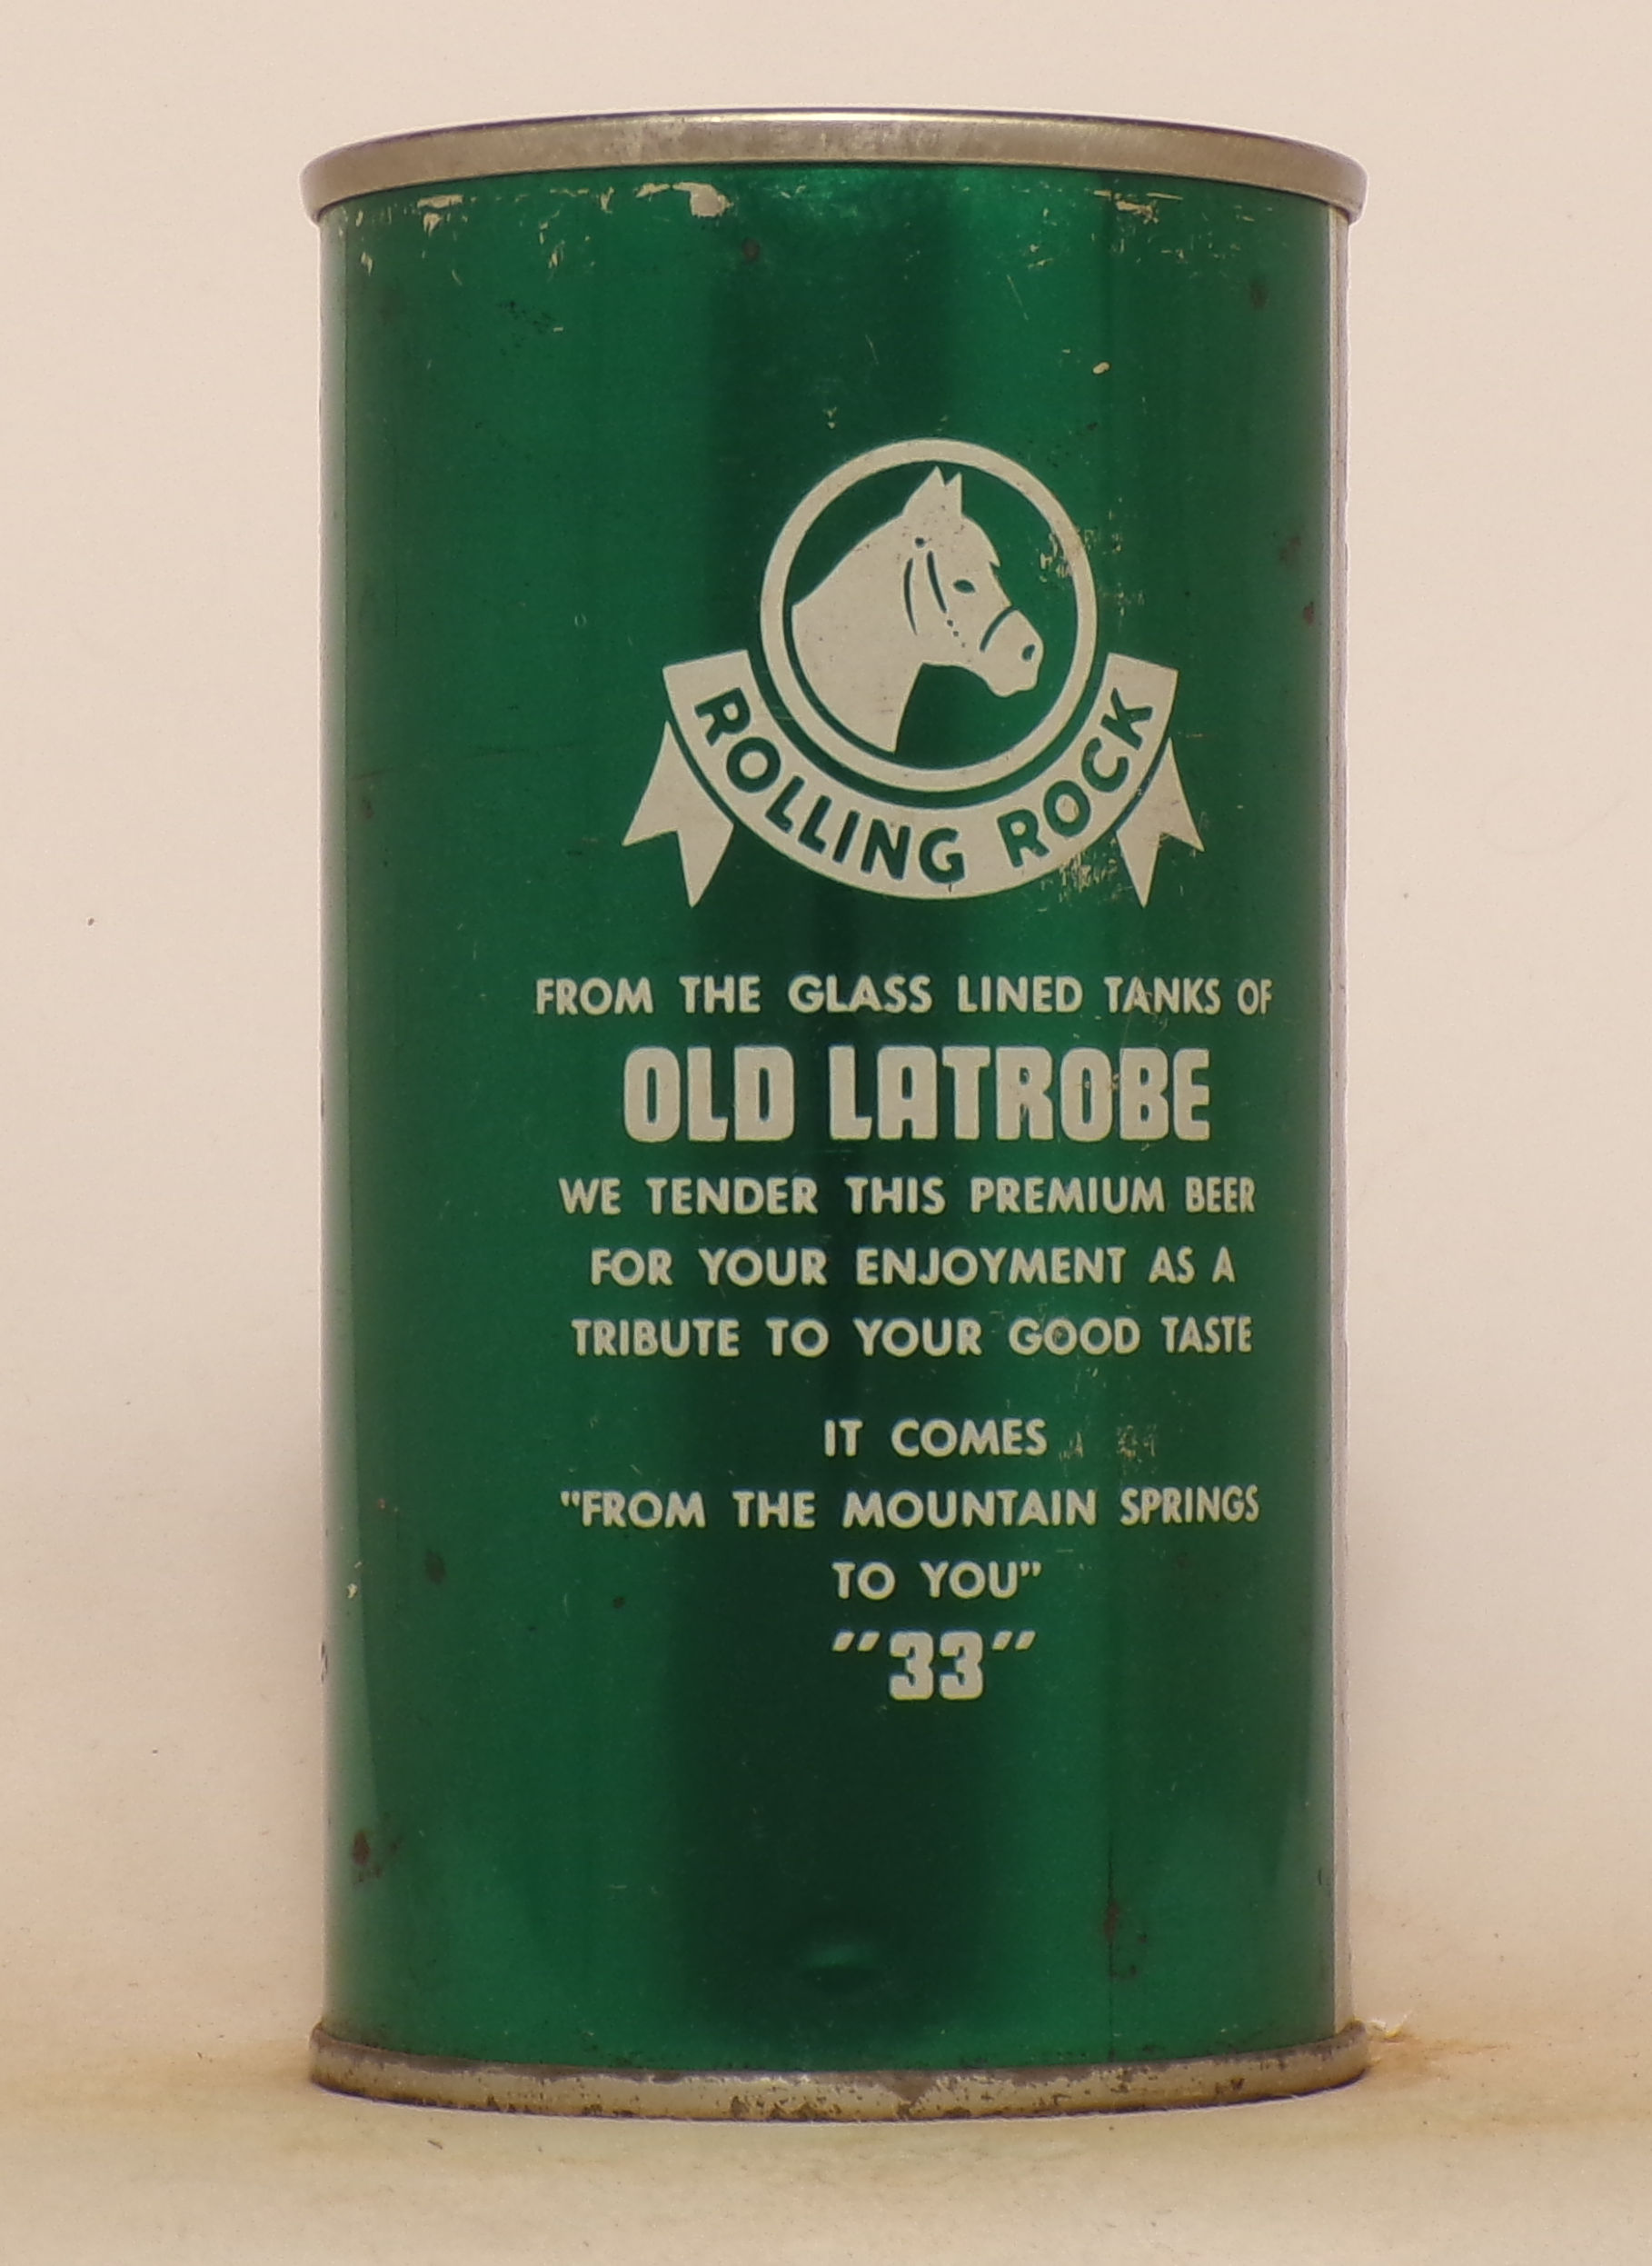 ROLLING ROCK
FROM THE GLASS LINED TANKS OF
OLD LATROBE
WE TENDER THIS PREMIUM BEER
FOR YOUR ENJOYMENT AS A
TRIBUTE TO YOUR GOOD TASTE
IT COMES
"FROM THE MOUNTAIN SPRINGS
TO YOU"
"33"